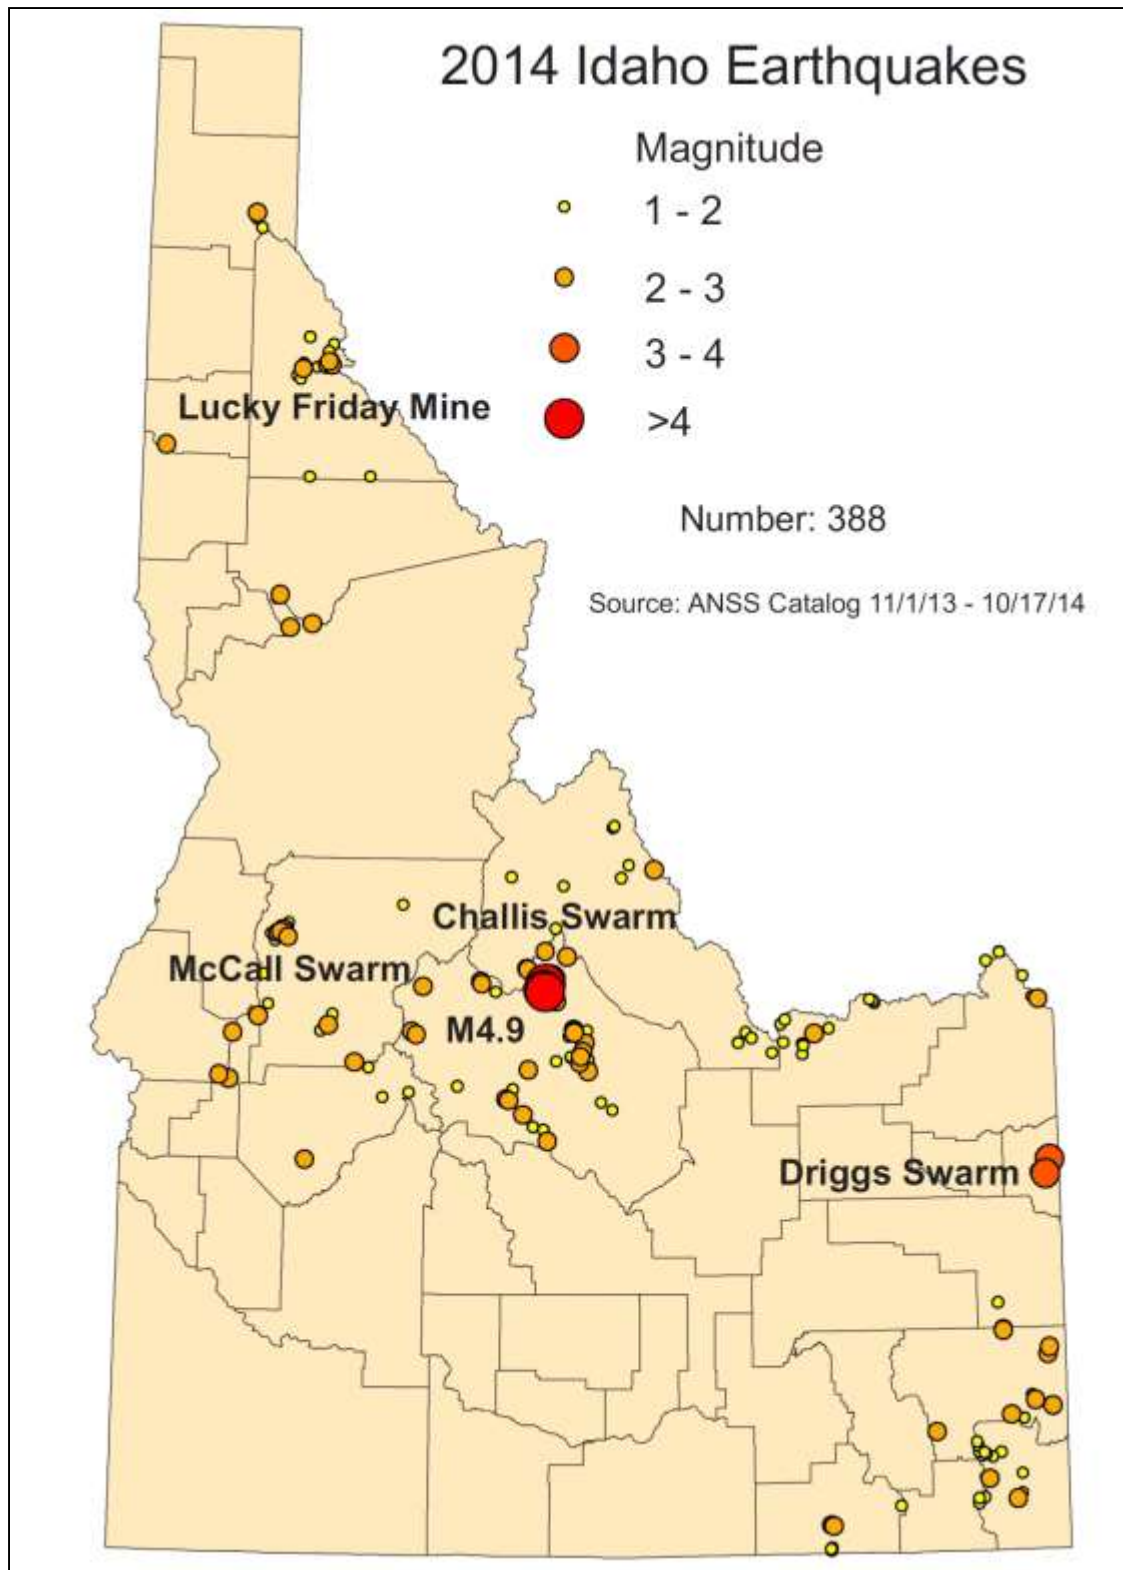 2014 Idaho Earthquakes
Magnitude
1 - 2
2 - 3
3 - 4
>4
Number: 388
Source: ANSS Catalog 11/1/13 - 10/17/14
Lucky Friday Mine
Challis Swarm
McCall Swarm
M4.9
Driggs Swarm